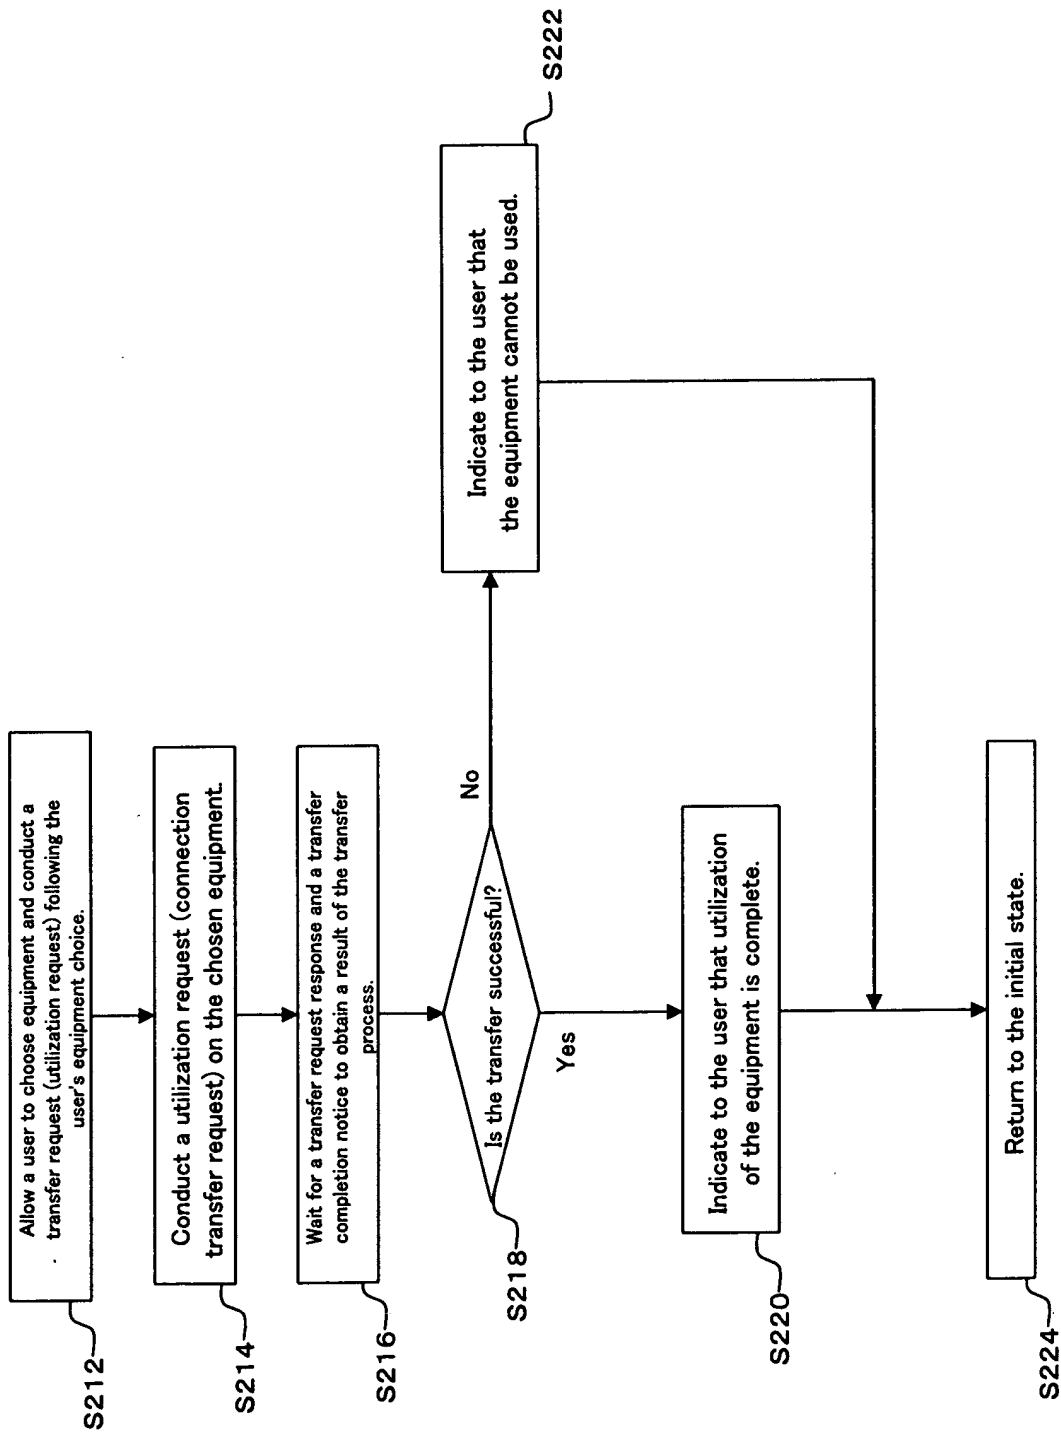 S212
Allow a user to choose equipment and conduct a
transfer request (utilization request) following the
user's equipment choice.
S214
Conduct a utilization request (connection
transfer request) on the chosen equipment.
S216
Wait for a transfer request response and a transfer
completion notice to obtain a result of the transfer
process.
S218
Is the transfer successful?
No
Yes
Indicate to the user that
the equipment cannot be used.
S222
S220
Indicate to the user that utilization
of the equipment is complete.
S224
Return to the initial state.